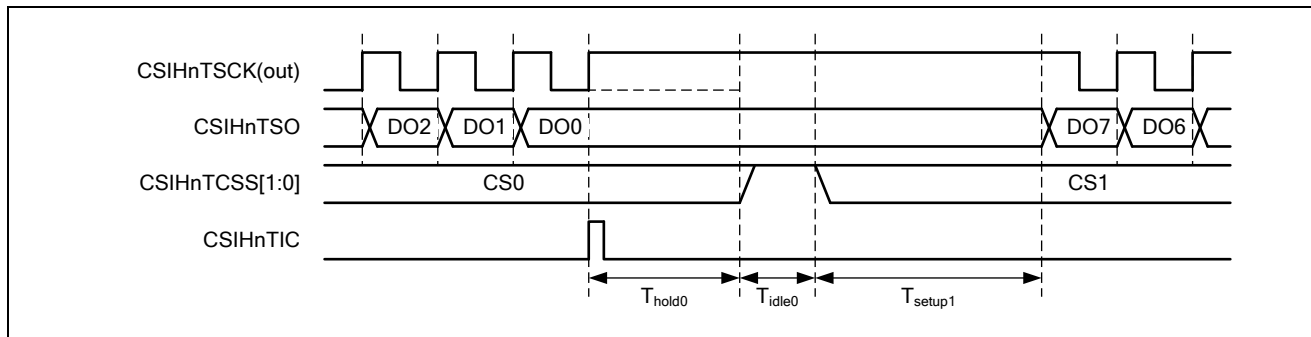 CSIHnTSCK(out)
CSIHnTSO DO2 DO1 DO0 DO7 DO6
CSIHnTCSS[1:0] CS0 CS1
CSIHnTIC
Thold0 Tidle0 Tsetup1